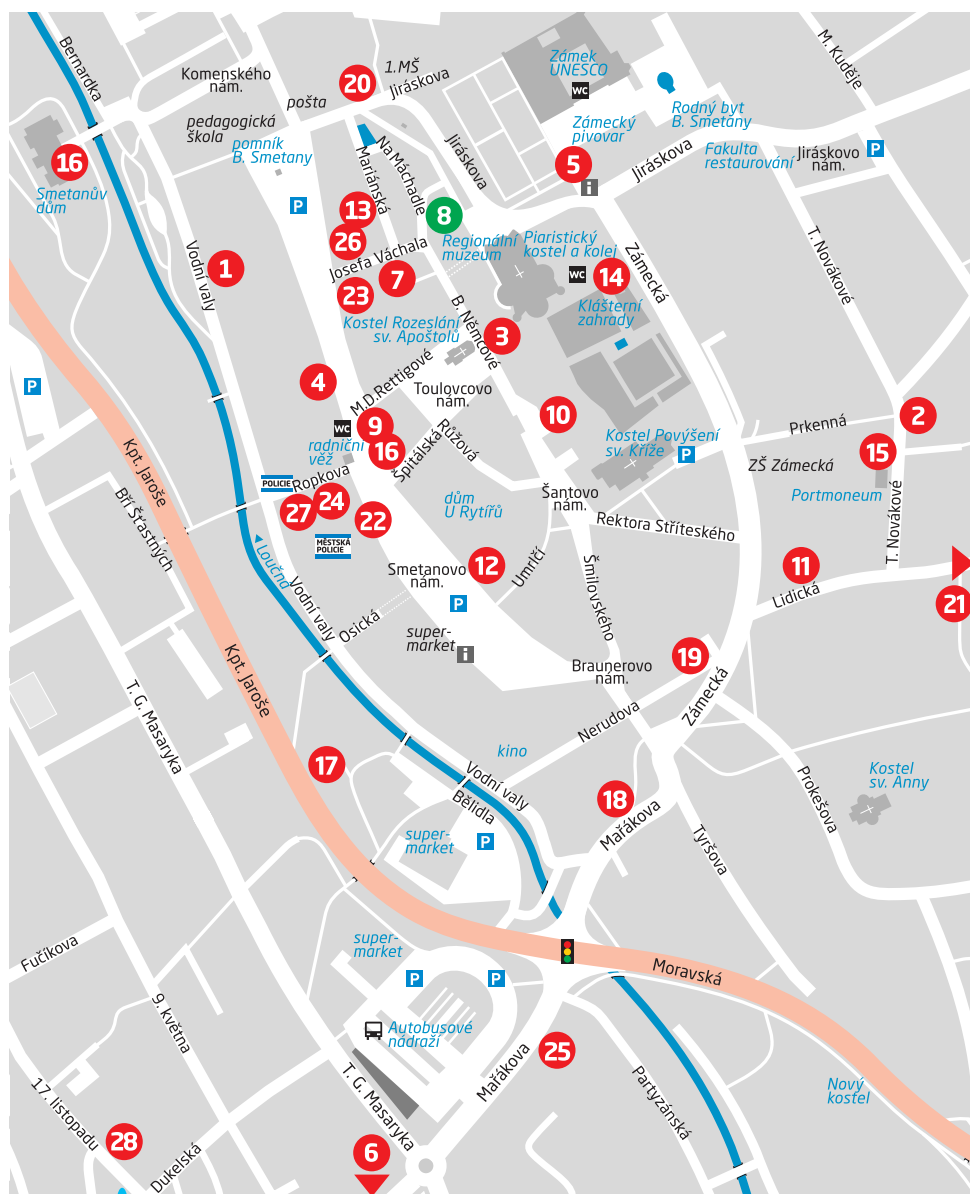 Bernardka
Komenského
nám.
20
1.MŠ
Jiráskova
pošta
pedagogická
škola
pomník
B. Smetany
Zámek
UNESCO
WC
M. Kuděje
Rodný byt
B. Smetany
Zámecký
pivovar
Fakulta
restaurování
Jiráskovo
nám.
P
16
Smetanův
dům
Na Máchadle
Mariánská
Jiráskova
5
i
Jiráskova
P
13
8
26
Josefa Váchala
Regionální
muzeum
Piaristický
kostel a kolej
WC
14
Klášterní
zahrady
Zámecká
T. Novákové
Vodní valy
1
7
23
Kostel Rozeslání
sv. Apoštolů
B. Němcové
3
P
4
M.D.Rettigové
Toulovcovo
nám.
10
Prkenná
2
WC
9
radniční
věž
16
Špitálská
Růžová
Kostel Povýšení
sv. Kříže
P
ZŠ Zámecká
15
Portmoneum
T. Novákové
Kpt. Jaroše
Bří Šťastných
POLICIE
Ropkova
27
24
22
MĚSTSKÁ
POLICIE
dům
U Rytířů
Šantovo
nám.
Rektora Stříteského
Loučná
Vodní valy
Osická
Smetanovo
nám.
12
P
Umrlčí
Šmilovského
11
Lidická
21
super-
market
i
Braunerovo
nám.
19
Zámecká
Kpt. Jaroše
T. G. Masaryka
Nerudova
kino
17
Vodní valy
Bělidla
18
Mařákova
Prokešova
Kostel
sv. Anny
super-
market
P
Tyršova
Fučíkova
super-
market
P
P
Moravská
9. května
Autobusové
nádraží
Mařákova
25
Partyzánská
Nový
kostel
17. listopadu
28
Dukelská
T. G. Masaryka
6